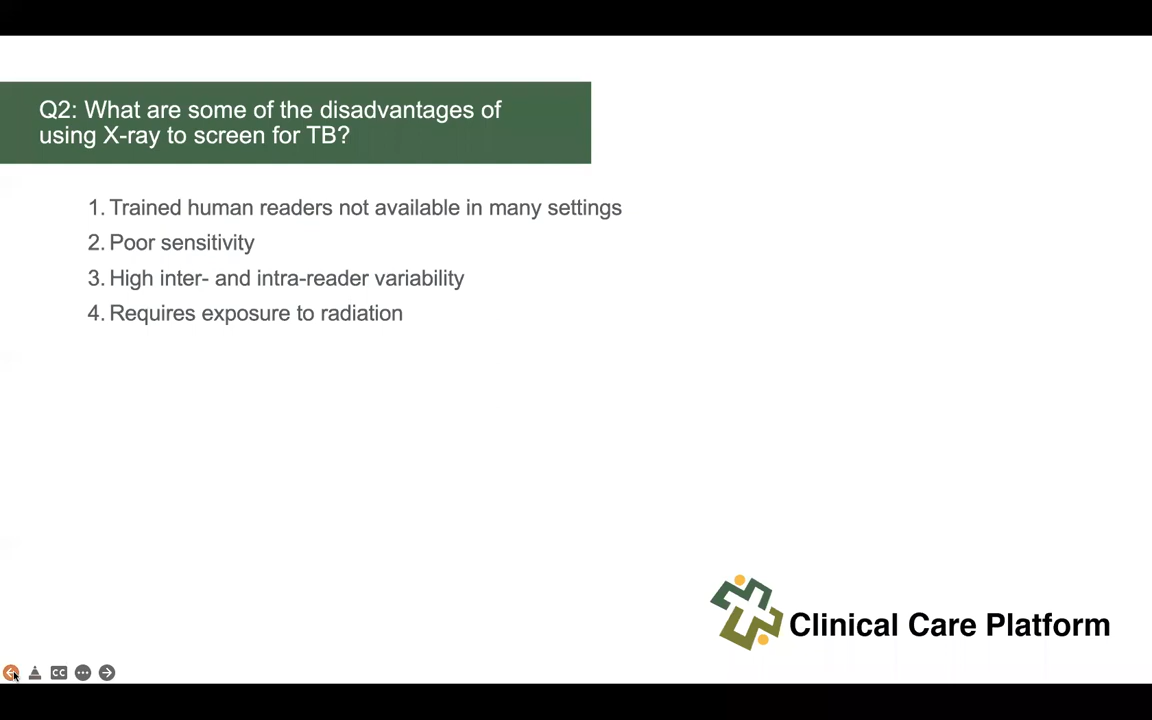 Q2: What are some of the disadvantages of
using X-ray to screen for TB?
1. Trained human readers not available in many settings
2. Poor sensitivity
3. High inter- and intra-reader variability
4. Requires exposure to radiation
Clinical Care Platform
CC